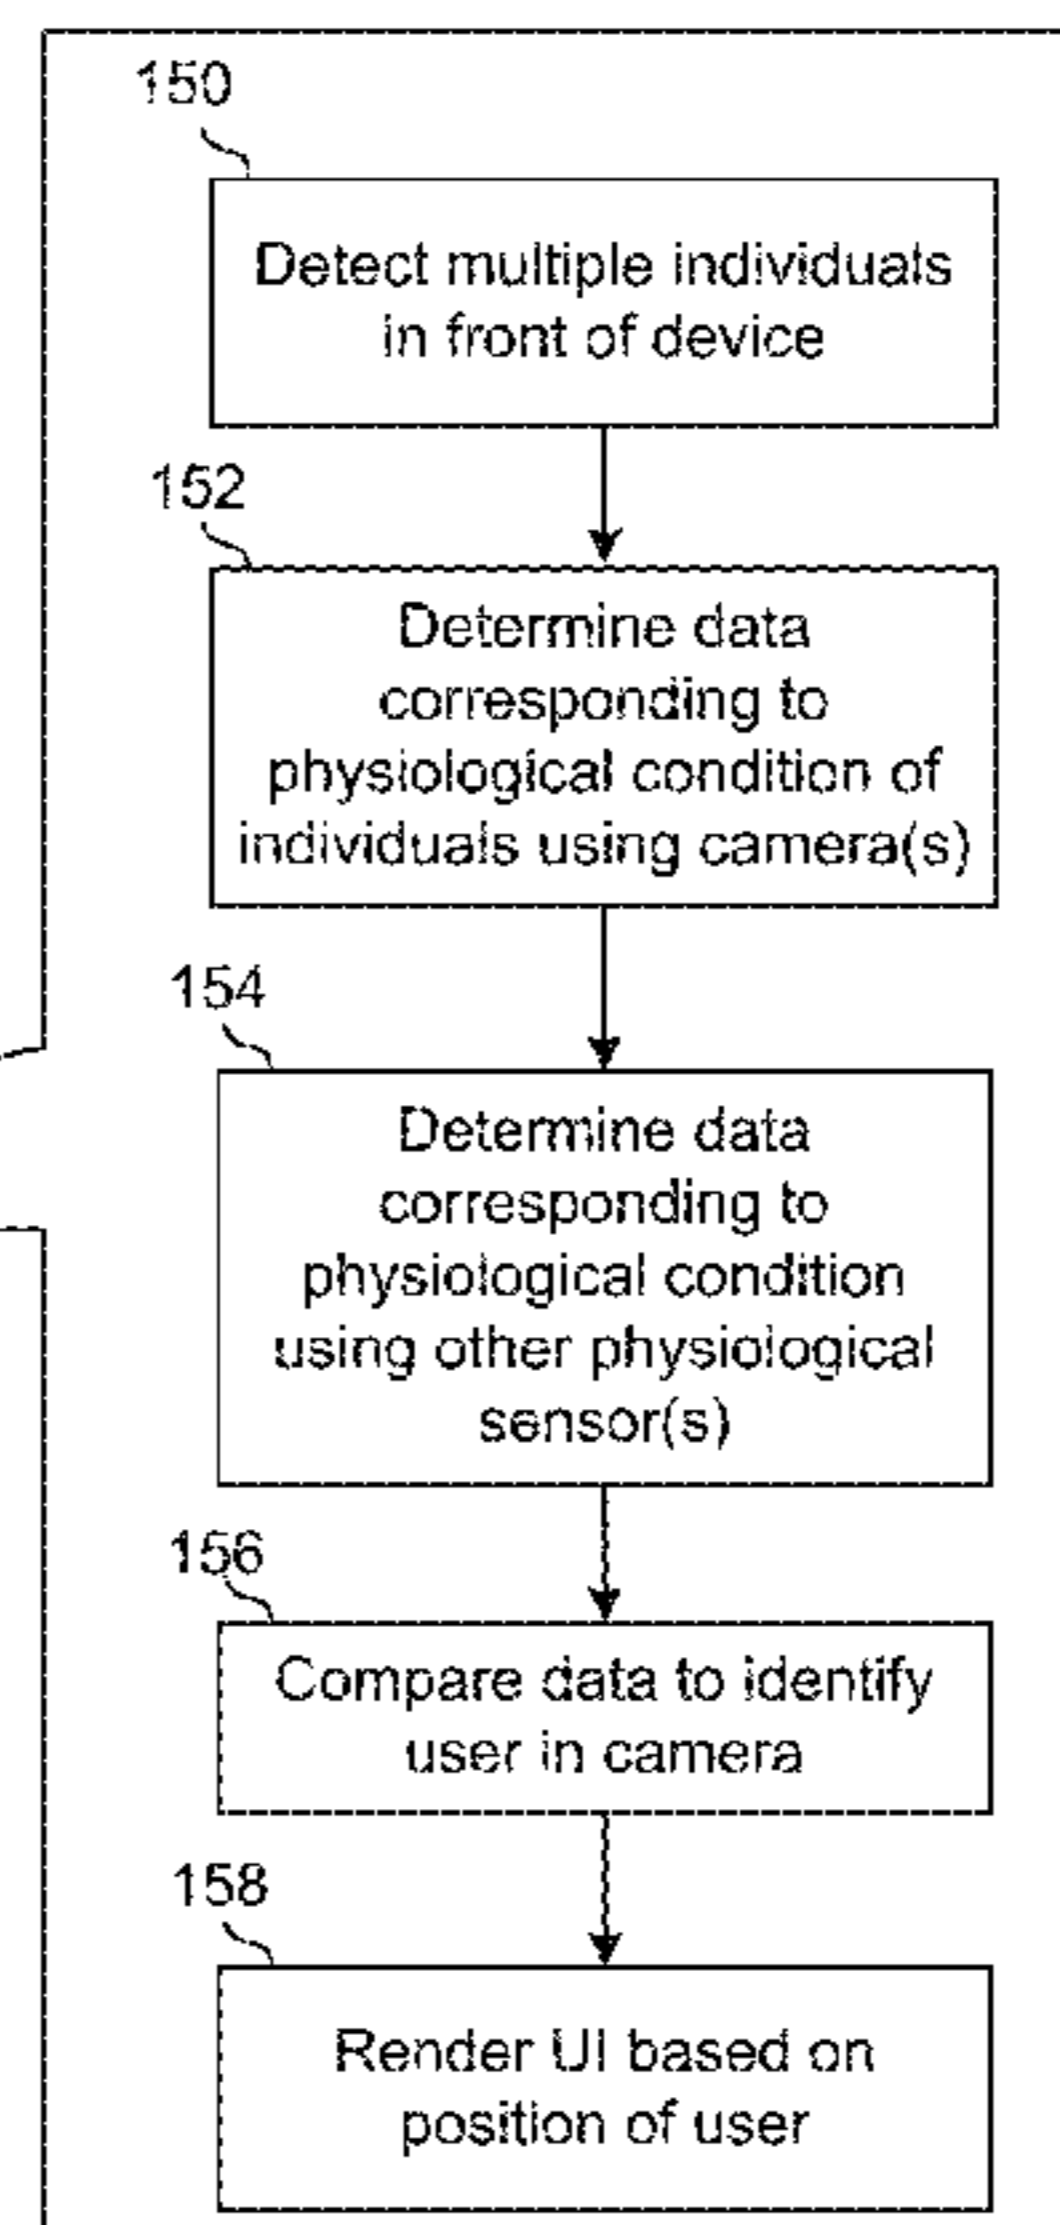 150
Detect multiple individuals
in front of device
152
Determine data
corresponding to
physiological condition of
individuals using camera(s)
154
Determine data
corresponding to
physiological condition
using other physiological
sensor(s)
156
Compare data to identify
user in camera
158
Render UI based on
position of user